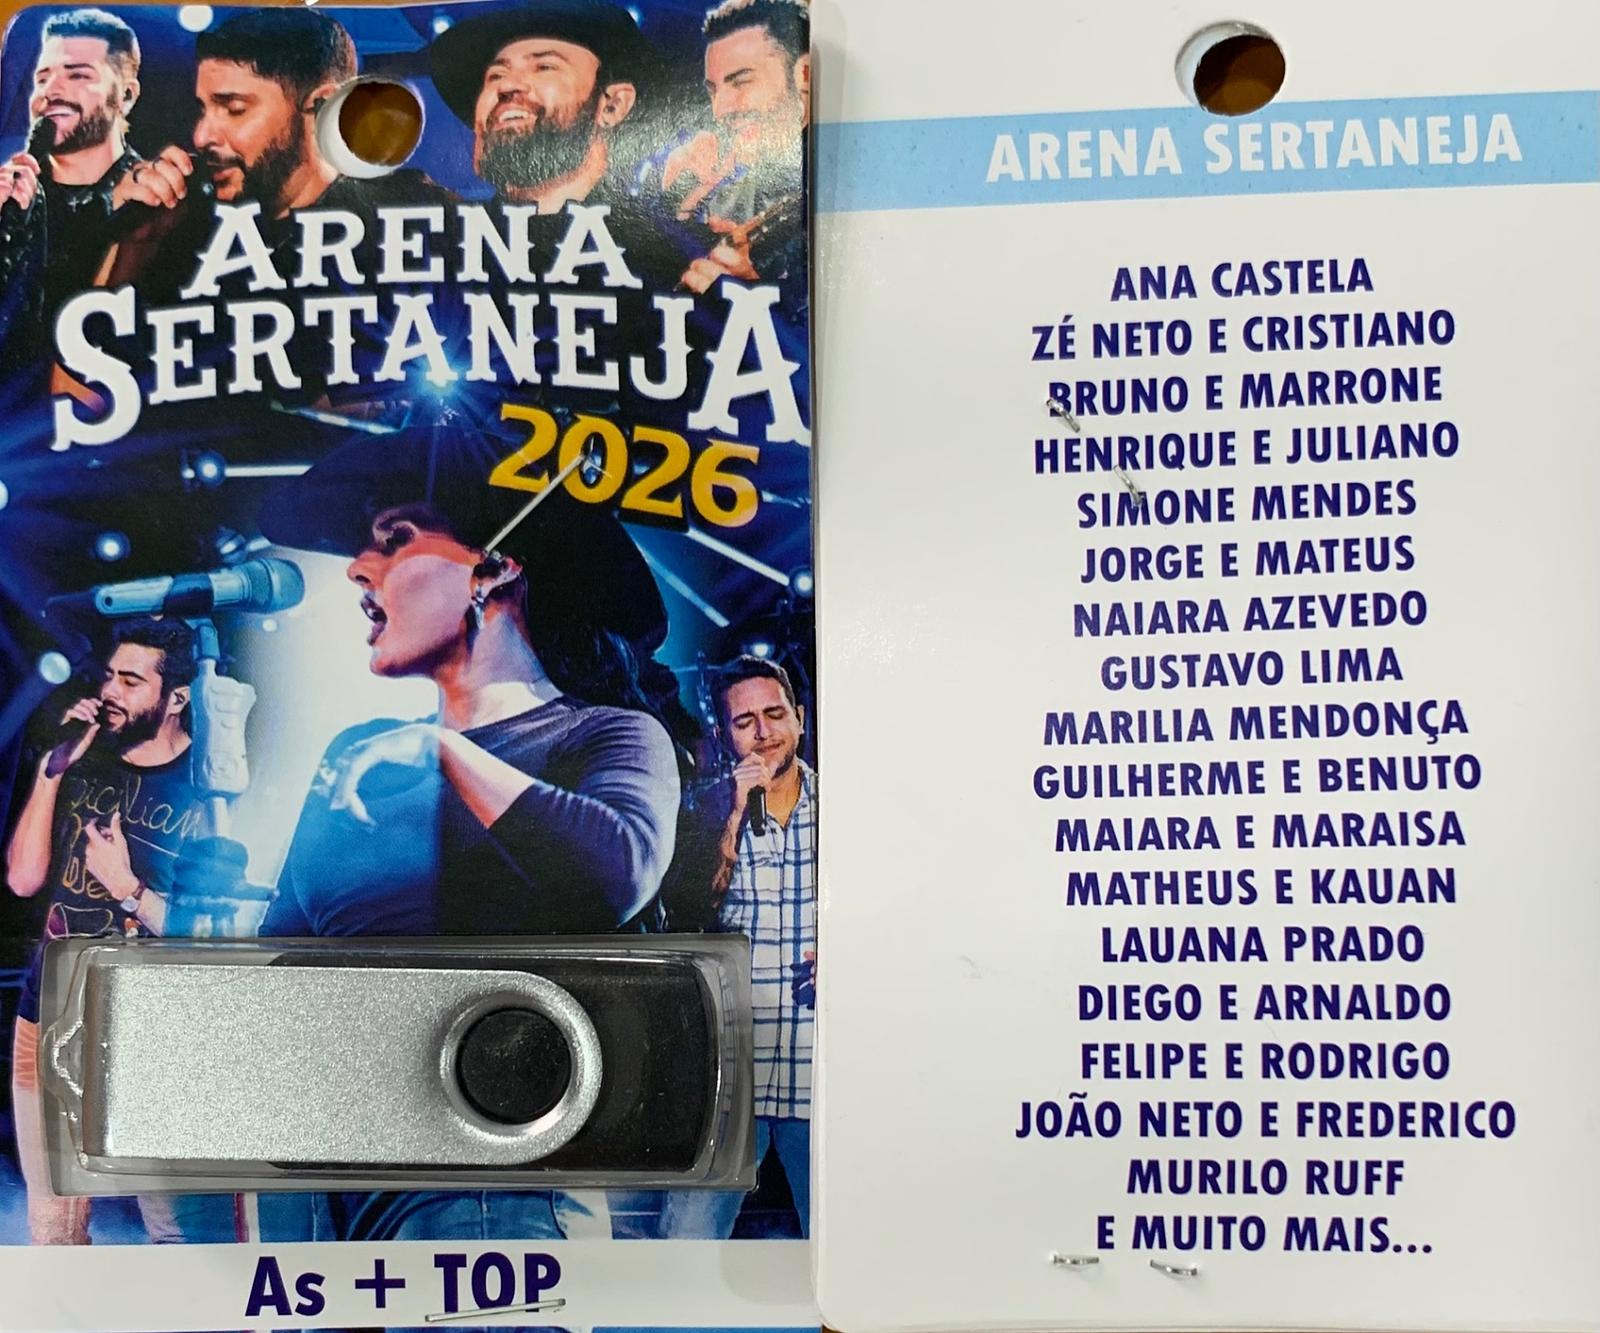 ARENA
SERTANEJA
2026
As + TOP
ARENA SERTANEJA
ANA CASTELA
ZÉ NETO E CRISTIANO
BRUNO E MARRONE
HENRIQUE E JULIANO
SIMONE MENDES
JORGE E MATEUS
NAIARA AZEVEDO
GUSTAVO LIMA
MARILIA MENDONÇA
GUILHERME E BENUTO
MAIARA E MARAISA
MATHEUS E KAUAN
LAUANA PRADO
DIEGO E ARNALDO
FELIPE E RODRIGO
JOÃO NETO E FREDERICO
MURILO RUFF
E MUITO MAIS...